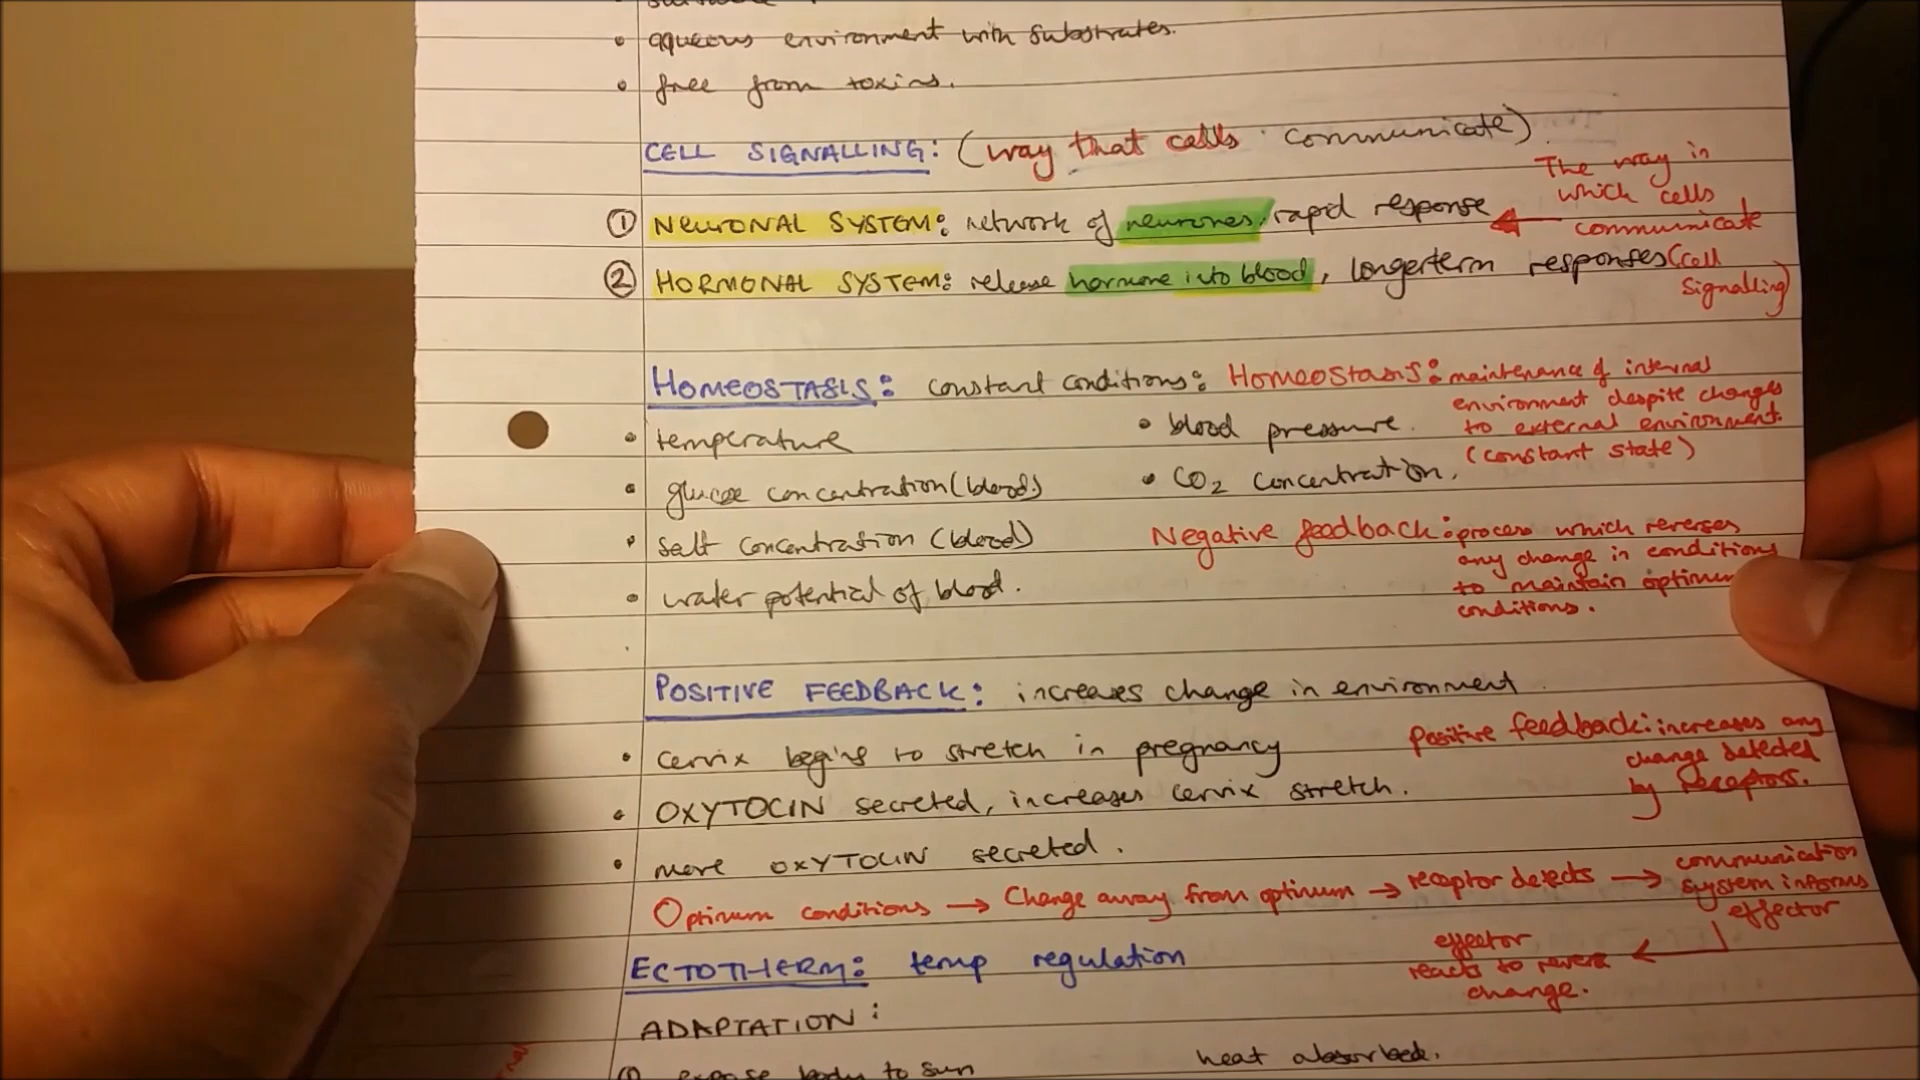 • aqueous environment with substrates.
• free from toxins.
CELL SIGNALLING: (way that cells communicate)
The way in
which cells
communicate
(cell
signalling)
① NEURONAL SYSTEM: network of neurones, rapid response
② HORMONAL SYSTEM: release hormone into blood, longerterm responses
HOMEOSTASIS: constant conditions:
• temperature
• glucose concentration (blood)
• salt concentration (blood)
• water potential of blood.
• blood pressure.
• CO2 concentration.
Homeostasis: maintenance of internal
environment despite changes
to external environment.
(constant state)
Negative feedback: process which reverses
any change in conditions
to maintain optimum
conditions.
POSITIVE FEEDBACK: increases change in environment
• cervix begins to stretch in pregnancy
• OXYTOCIN secreted, increases cervix stretch.
• more OXYTOCIN secreted.
Positive feedback: increases any
change detected
by receptors.
Optimum conditions → Change away from optimum → receptor detects → communication
system informs
effector
effector
reacts to reverse
change.
ECTOTHERM: temp regulation
ADAPTATION:
① expose body to sun heat absorbed.